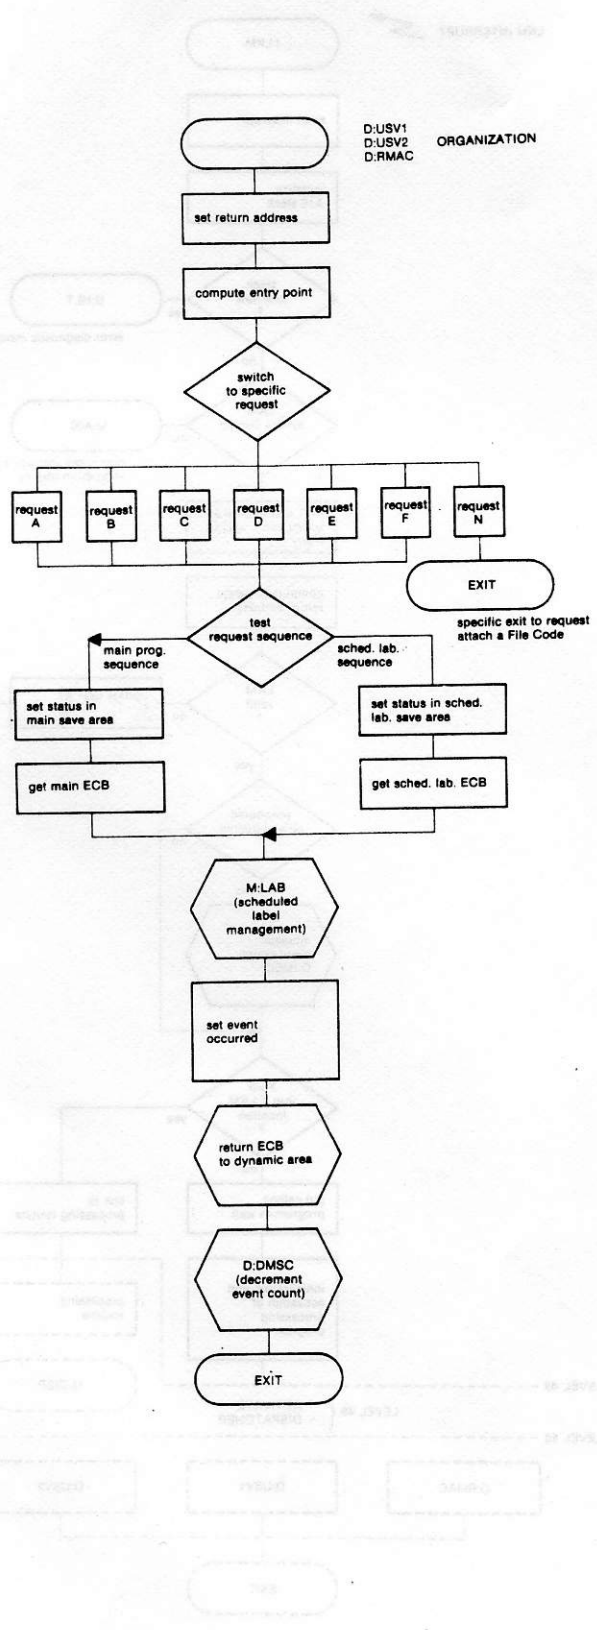 D:USV1
D:USV2 ORGANIZATION
D:RMAC
set return address
compute entry point
switch
to specific
request
request
A
request
B
request
C
request
D
request
E
request
F
request
N
EXIT
specific exit to request
attach a File Code
test
request sequence
main prog.
sequence
sched. lab.
sequence
set status in
main save area
set status in sched.
lab. save area
get main ECB
get sched. lab. ECB
M:LAB
(scheduled
label
management)
set event
occurred
return ECB
to dynamic area
D:DMSC
(decrement
event count)
EXIT